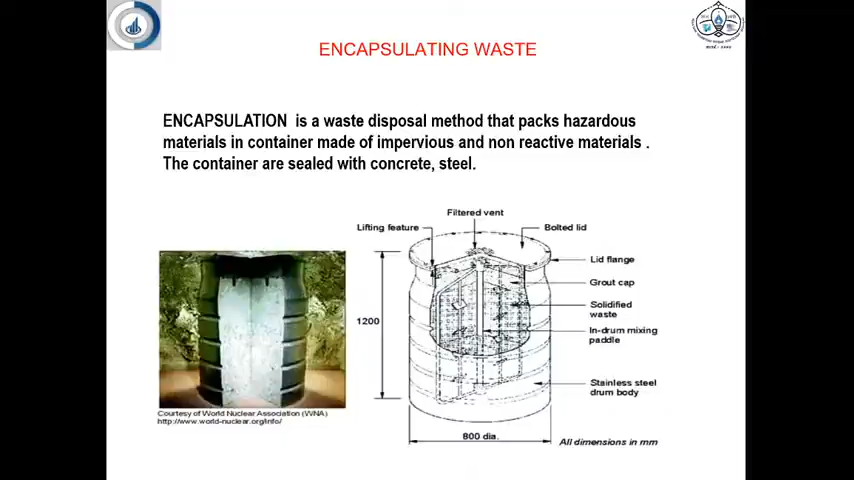 ENCAPSULATING WASTE
ENCAPSULATION is a waste disposal method that packs hazardous
materials in container made of impervious and non reactive materials .
The container are sealed with concrete, steel.
Filtered vent
Lifting feature
Bolted lid
Lid flange
Grout cap
Solidified
waste
In-drum mixing
paddle
Stainless steel
drum body
1200
800 dia.
All dimensions in mm
Courtesy of World Nuclear Association (WNA)
http://www.world-nuclear.org/info/